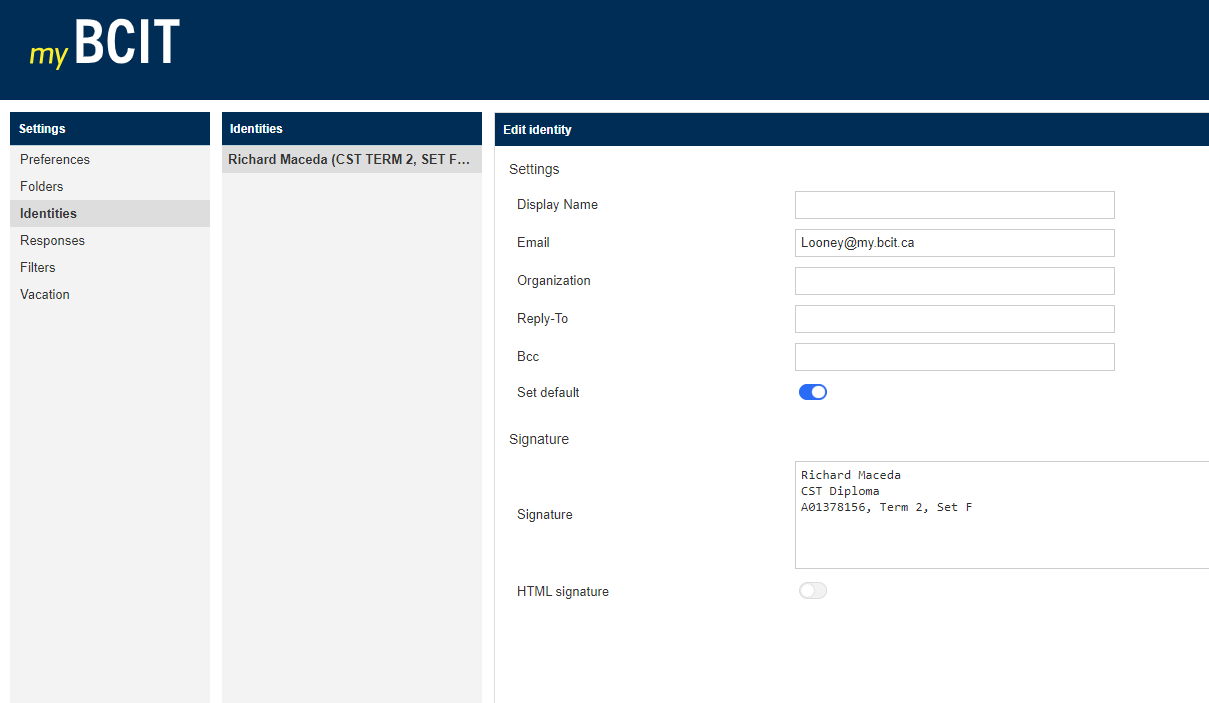 my BCIT
Settings
Preferences
Folders
Identities
Responses
Filters
Vacation
Identities
Richard Maceda (CST TERM 2, SET F...
Edit identity
Settings
Display Name
Email Looney@my.bcit.ca
Organization
Reply-To
Bcc
Set default
Signature
Signature
Richard Maceda
CST Diploma
A01378156, Term 2, Set F
HTML signature